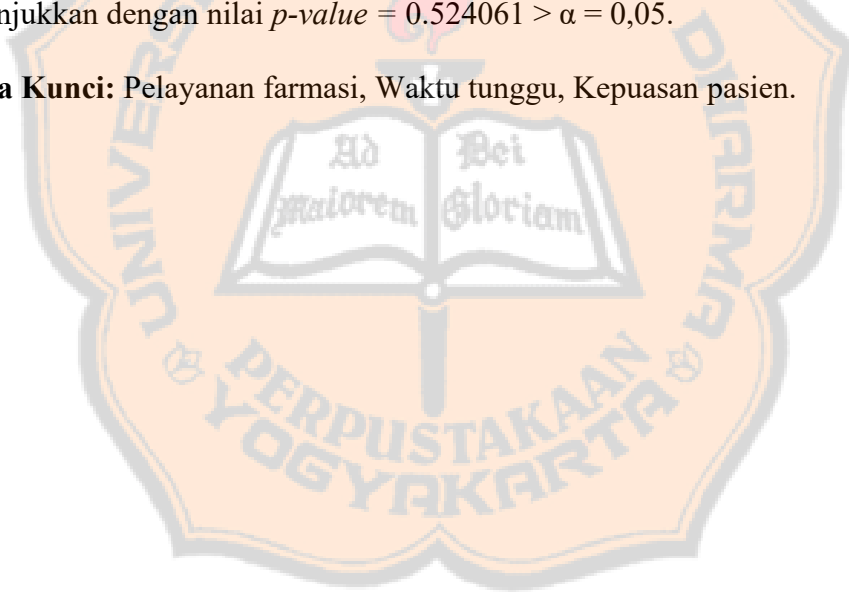 njukkan dengan nilai p-value = 0.524061 > α = 0,05.
a Kunci: Pelayanan farmasi, Waktu tunggu, Kepuasan pasien.
Ad Dei
maiorem Gloriam
DHARMA
PERPUSTAKAAN
YOGYAKARTA